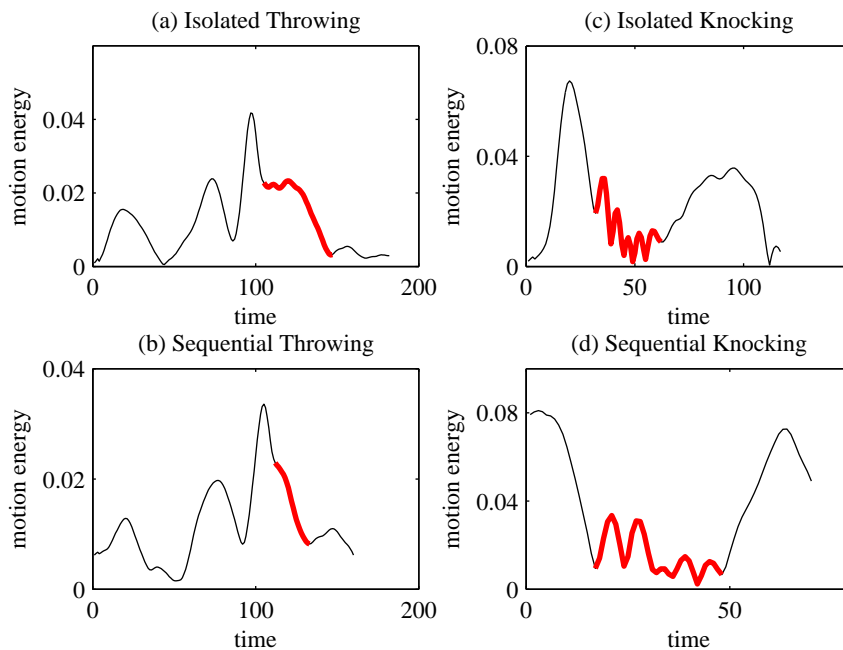 (a) Isolated Throwing
motion energy
0.04
0.02
0
0
100
200
time
(c) Isolated Knocking
motion energy
0.08
0.04
0
0
50
100
time
(b) Sequential Throwing
motion energy
0.04
0.02
0
0
100
200
time
(d) Sequential Knocking
motion energy
0.08
0.04
0
0
50
time